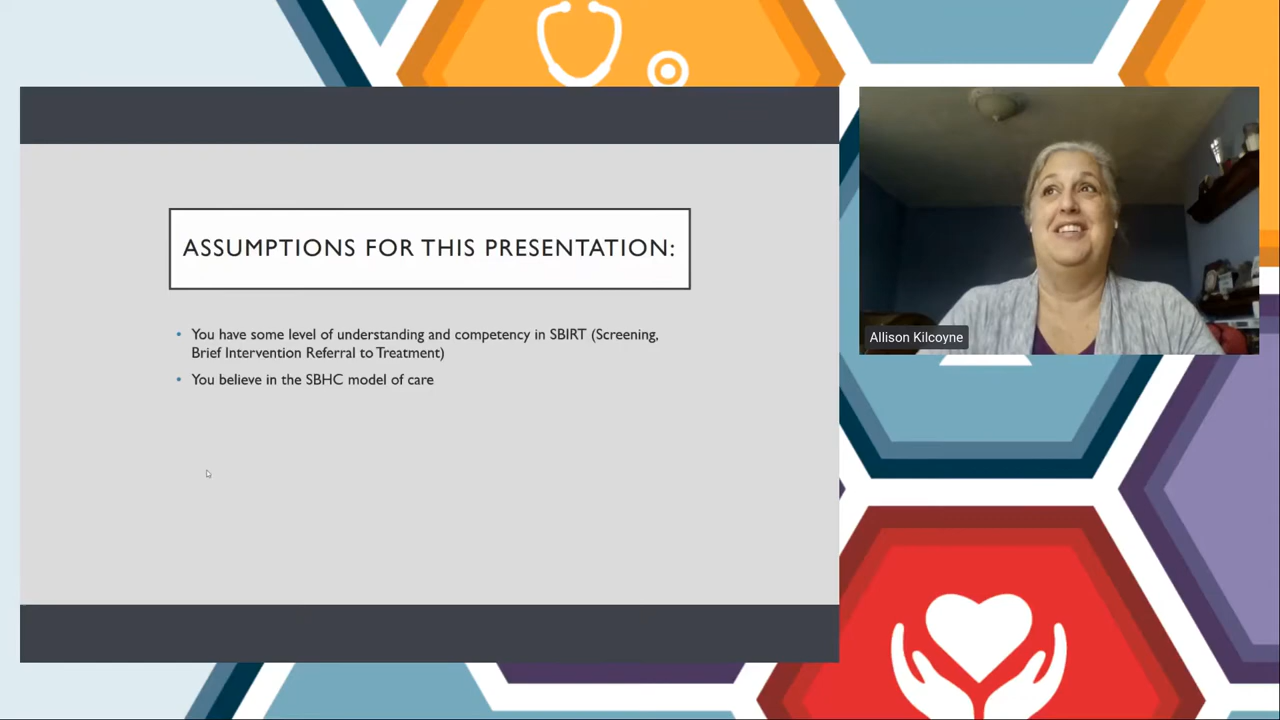 ASSUMPTIONS FOR THIS PRESENTATION:
• You have some level of understanding and competency in SBIRT (Screening,
Brief Intervention Referral to Treatment)
• You believe in the SBHC model of care
Allison Kilcoyne